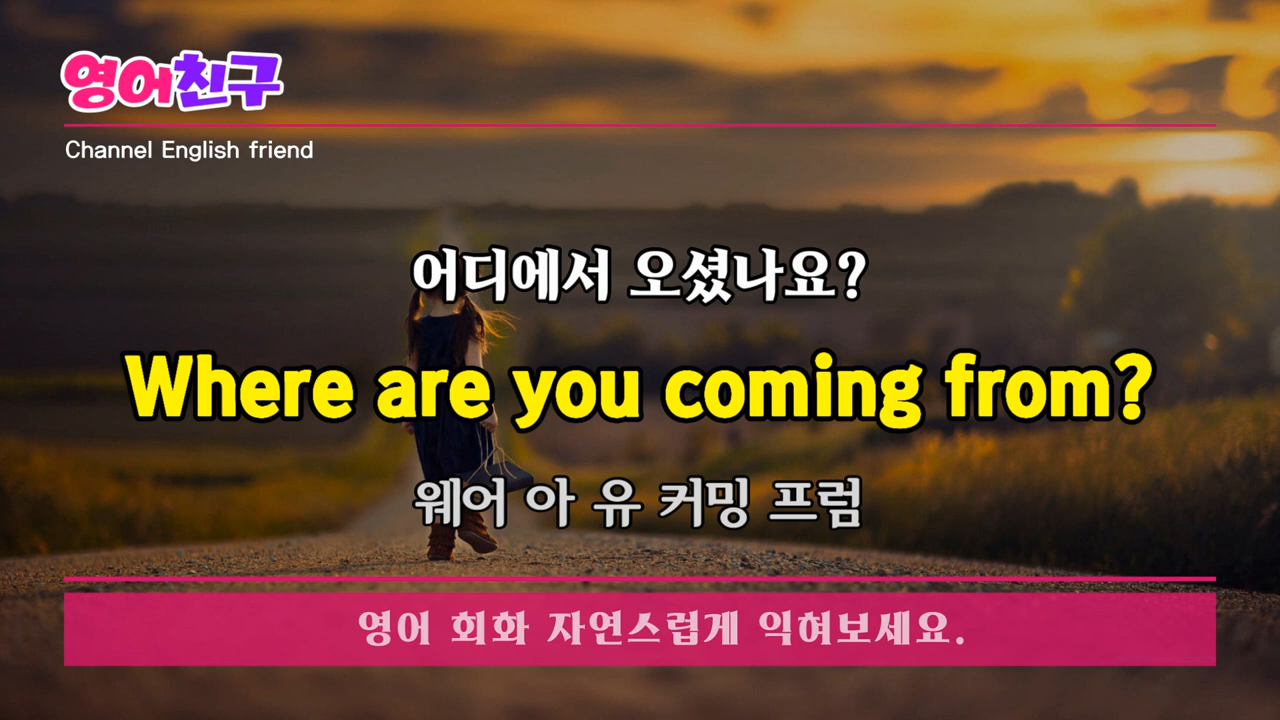 영어친구
Channel English friend
어디에서 오셨나요?
Where are you coming from?
웨어 아 유 커밍 프럼
영어 회화 자연스럽게 익혀보세요.